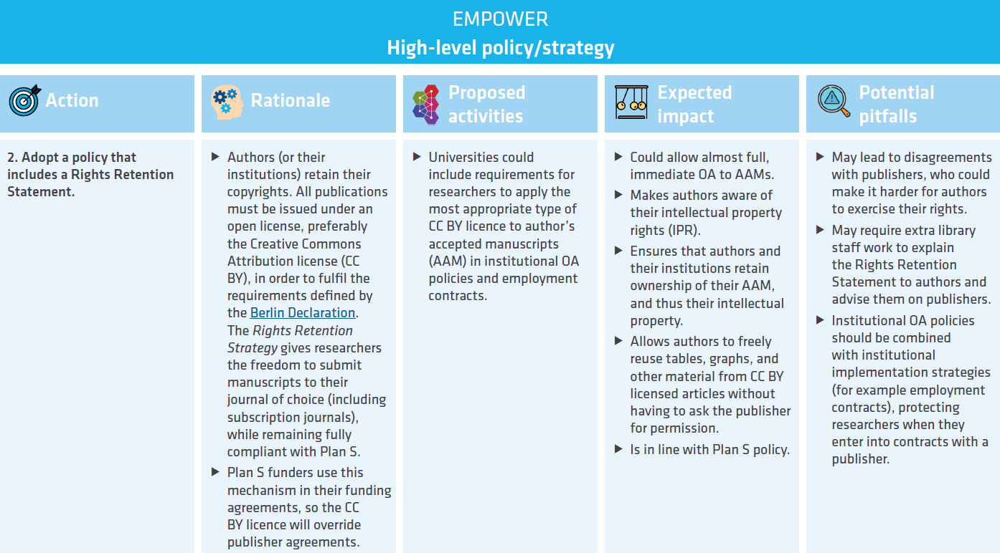 EMPOWER
High-level policy/strategy
Action
Rationale
Proposed
activities
Expected
impact
Potential
pitfalls
2. Adopt a policy that
includes a Rights Retention
Statement.
▶ Authors (or their
institutions) retain their
copyrights. All publications
must be issued under an
open license, preferably
the Creative Commons
Attribution license (CC
BY), in order to fulfil the
requirements defined by
the Berlin Declaration.
The Rights Retention
Strategy gives researchers
the freedom to submit
manuscripts to their
journal of choice (including
subscription journals),
while remaining fully
compliant with Plan S.
▶ Plan S funders use this
mechanism in their funding
agreements, so the CC
BY licence will override
publisher agreements.
▶ Universities could
include requirements for
researchers to apply the
most appropriate type of
CC BY licence to author's
accepted manuscripts
(AAM) in institutional OA
policies and employment
contracts.
▶ Could allow almost full,
immediate OA to AAMs.
▶ Makes authors aware of
their intellectual property
rights (IPR).
▶ Ensures that authors and
their institutions retain
ownership of their AAM,
and thus their intellectual
property.
▶ Allows authors to freely
reuse tables, graphs, and
other material from CC BY
licensed articles without
having to ask the publisher
for permission.
▶ Is in line with Plan S policy.
▶ May lead to disagreements
with publishers, who could
make it harder for authors
to exercise their rights.
▶ May require extra library
staff work to explain
the Rights Retention
Statement to authors and
advise them on publishers.
▶ Institutional OA policies
should be combined
with institutional
implementation strategies
(for example employment
contracts), protecting
researchers when they
enter into contracts with a
publisher.